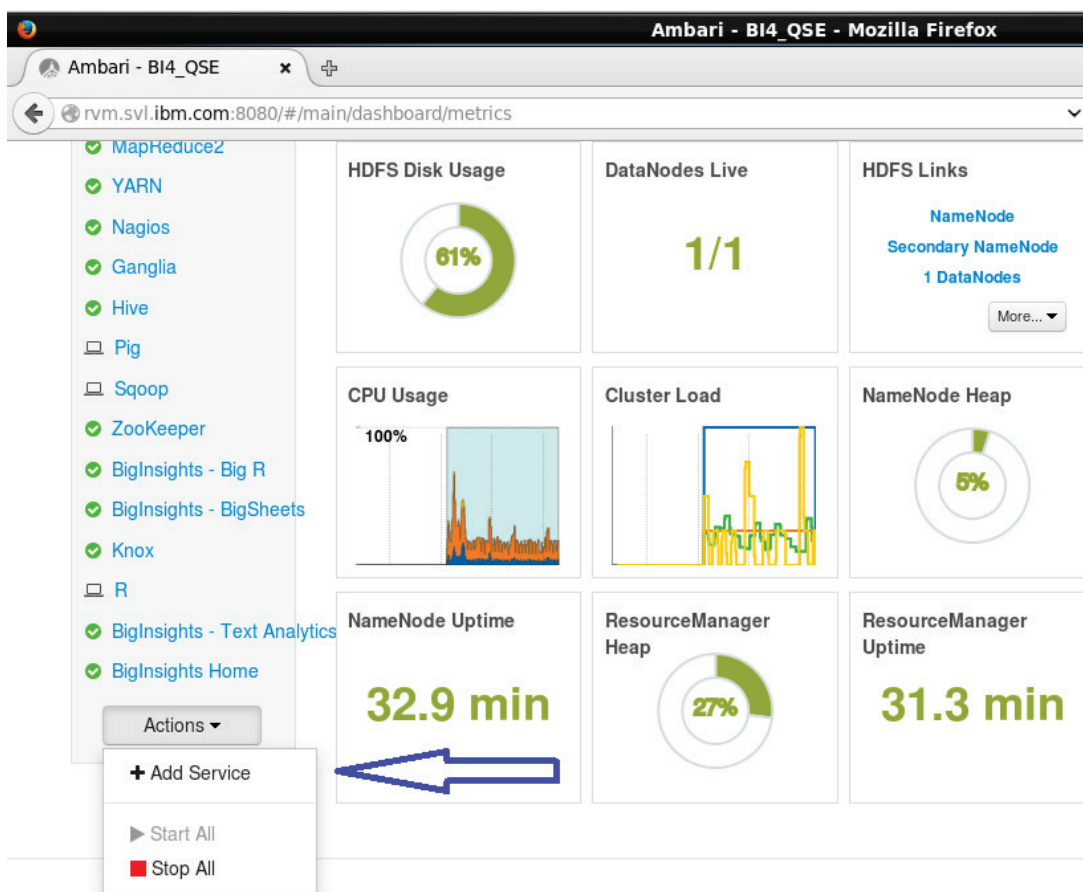 Ambari - BI4_QSE - Mozilla Firefox
Ambari - BI4_QSE
rvm.svl.ibm.com:8080/#/main/dashboard/metrics
MapReduce2
YARN
Nagios
Ganglia
Hive
Pig
Sqoop
ZooKeeper
BigInsights - Big R
BigInsights - BigSheets
Knox
R
BigInsights - Text Analytics
BigInsights Home
Actions
Add Service
Start All
Stop All
HDFS Disk Usage
61%
DataNodes Live
1/1
HDFS Links
NameNode
Secondary NameNode
1 DataNodes
More...
CPU Usage
100%
Cluster Load
NameNode Heap
5%
NameNode Uptime
32.9 min
ResourceManager
Heap
27%
ResourceManager
Uptime
31.3 min